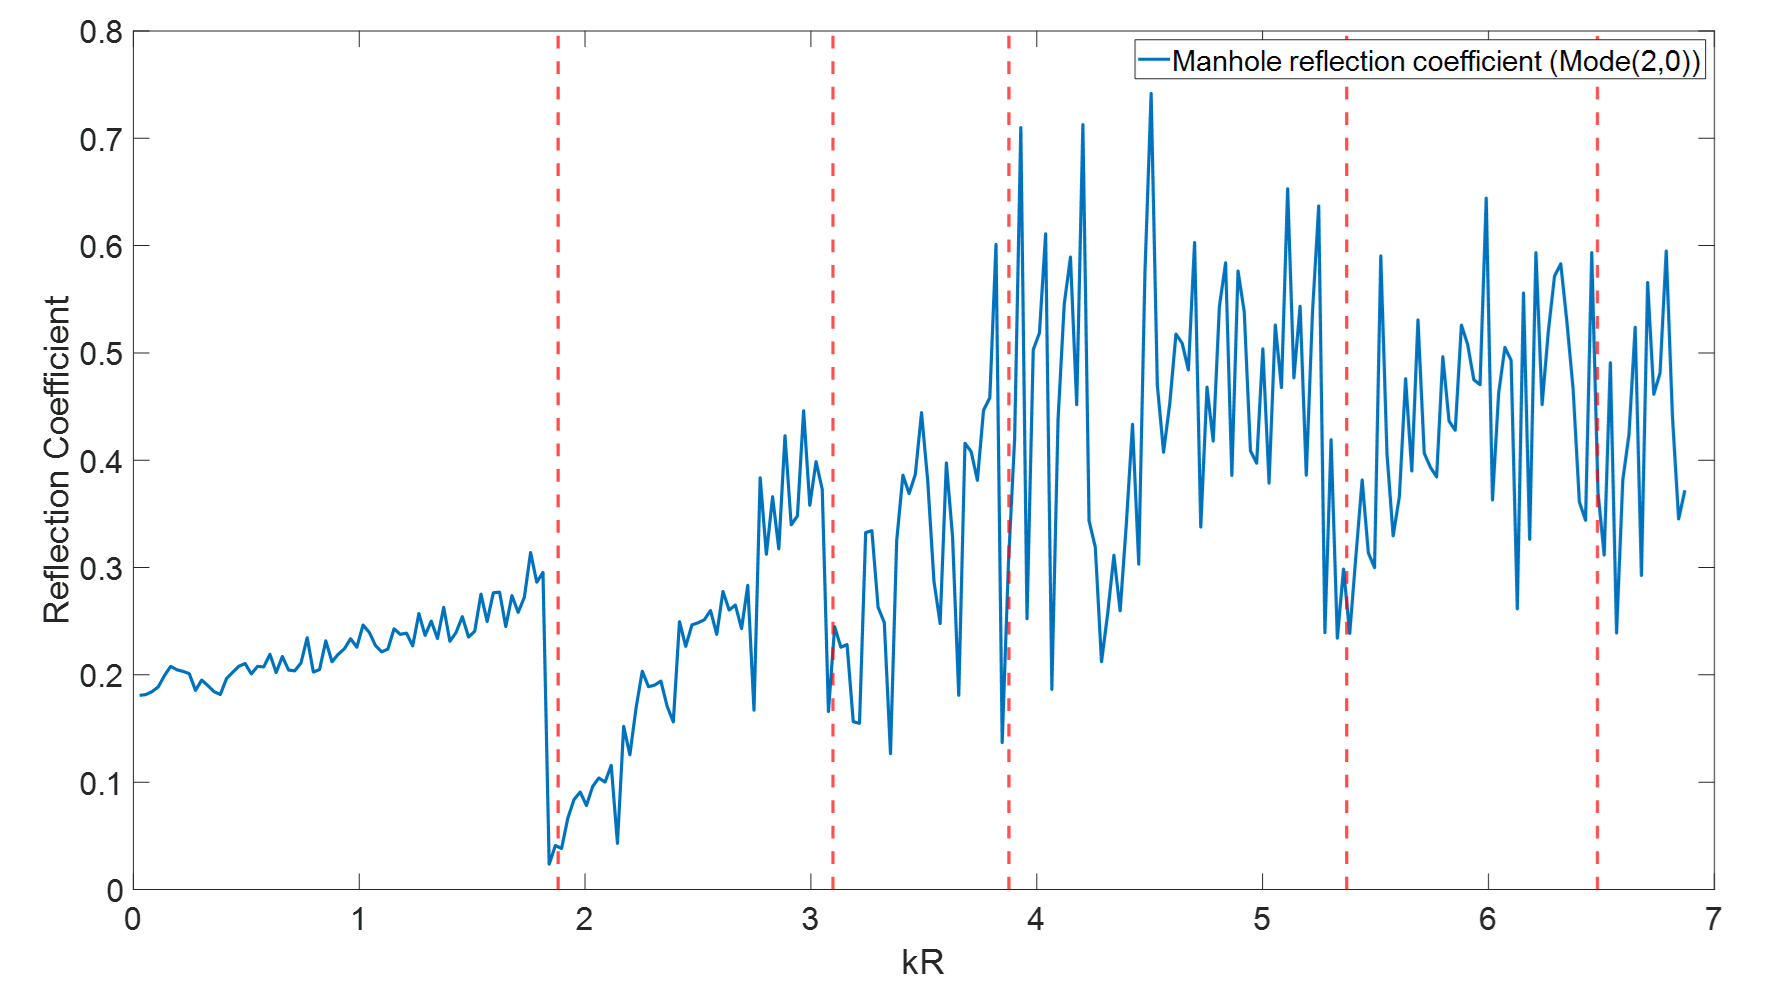 Manhole reflection coefficient (Mode(2,0))
Reflection Coefficient
0.8
0.7
0.6
0.5
0.4
0.3
0.2
0.1
0
0 1 2 3 4 5 6 7
kR